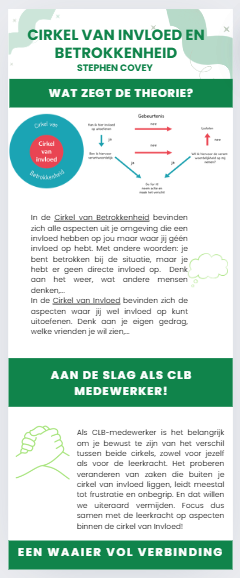 CIRKEL VAN INVLOED EN
BETROKKENHEID
STEPHEN COVEY
WAT ZEGT DE THEORIE?
Cirkel van
Cirkel
van
Invloed
Betrokkenheid
Gebeurtenis
nee
nee
ja
ja
In de Cirkel van Betrokkenheid bevinden
zich alle aspecten uit je omgeving die een
invloed hebben op jou maar waar jij géén
invloed op hebt. Met andere woorden: je
bent betrokken bij de situatie, maar je
hebt er geen directe invloed op. Denk
aan het weer, wat andere mensen
denken,...
In de Cirkel van Invloed bevinden zich de
aspecten waar jij wel invloed op kunt
uitoefenen. Denk aan je eigen gedrag,
welke vrienden je wil zien,...
AAN DE SLAG ALS CLB
MEDEWERKER!
Als CLB-medewerker is het belangrijk
om je bewust te zijn van het verschil
tussen beide cirkels, zowel voor jezelf
als voor de leerkracht. Het proberen
veranderen van zaken die buiten je
cirkel van invloed liggen, leidt meestal
tot frustratie en onbegrip. En dat willen
we uiteraard vermijden. Focus dus
samen met de leerkracht op aspecten
binnen de cirkel van Invloed!
EEN WAAIER VOL VERBINDING